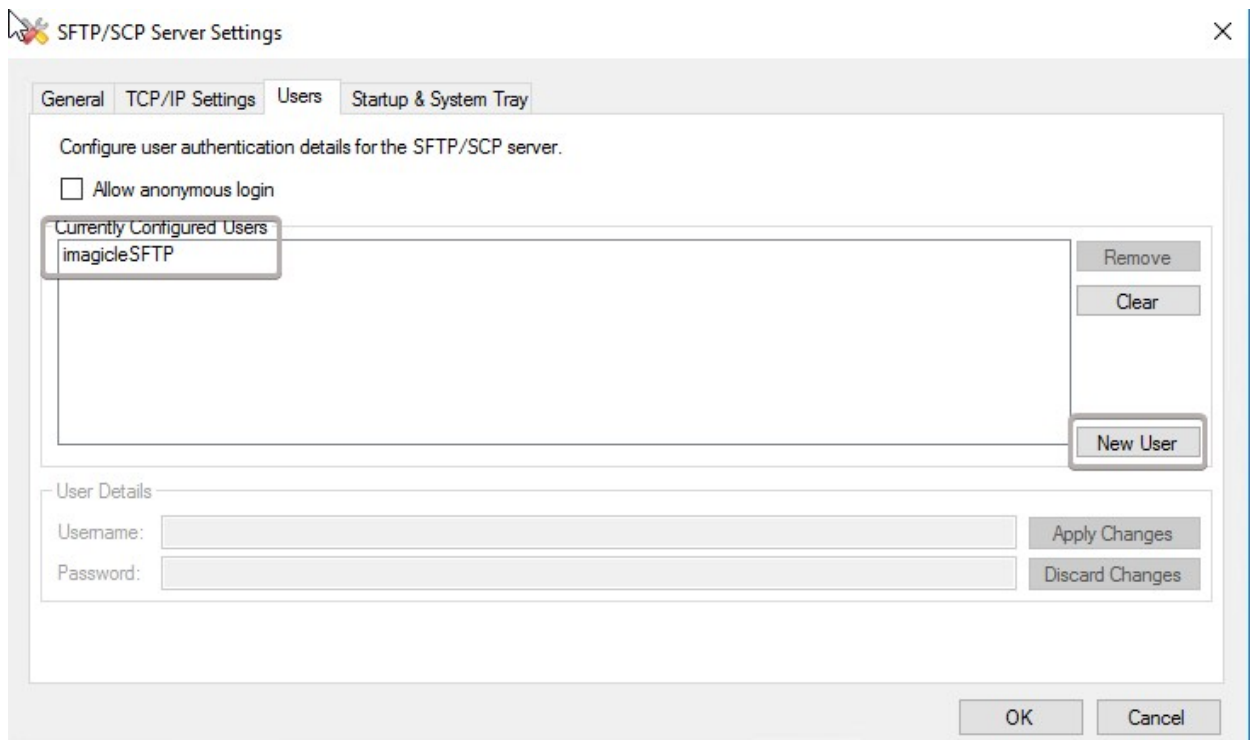 SFTP/SCP Server Settings
General TCP/IP Settings Users Startup & System Tray
Configure user authentication details for the SFTP/SCP server.
Allow anonymous login
Currently Configured Users
imagicleSFTP
Remove
Clear
New User
User Details
Username:
Apply Changes
Password:
Discard Changes
OK Cancel